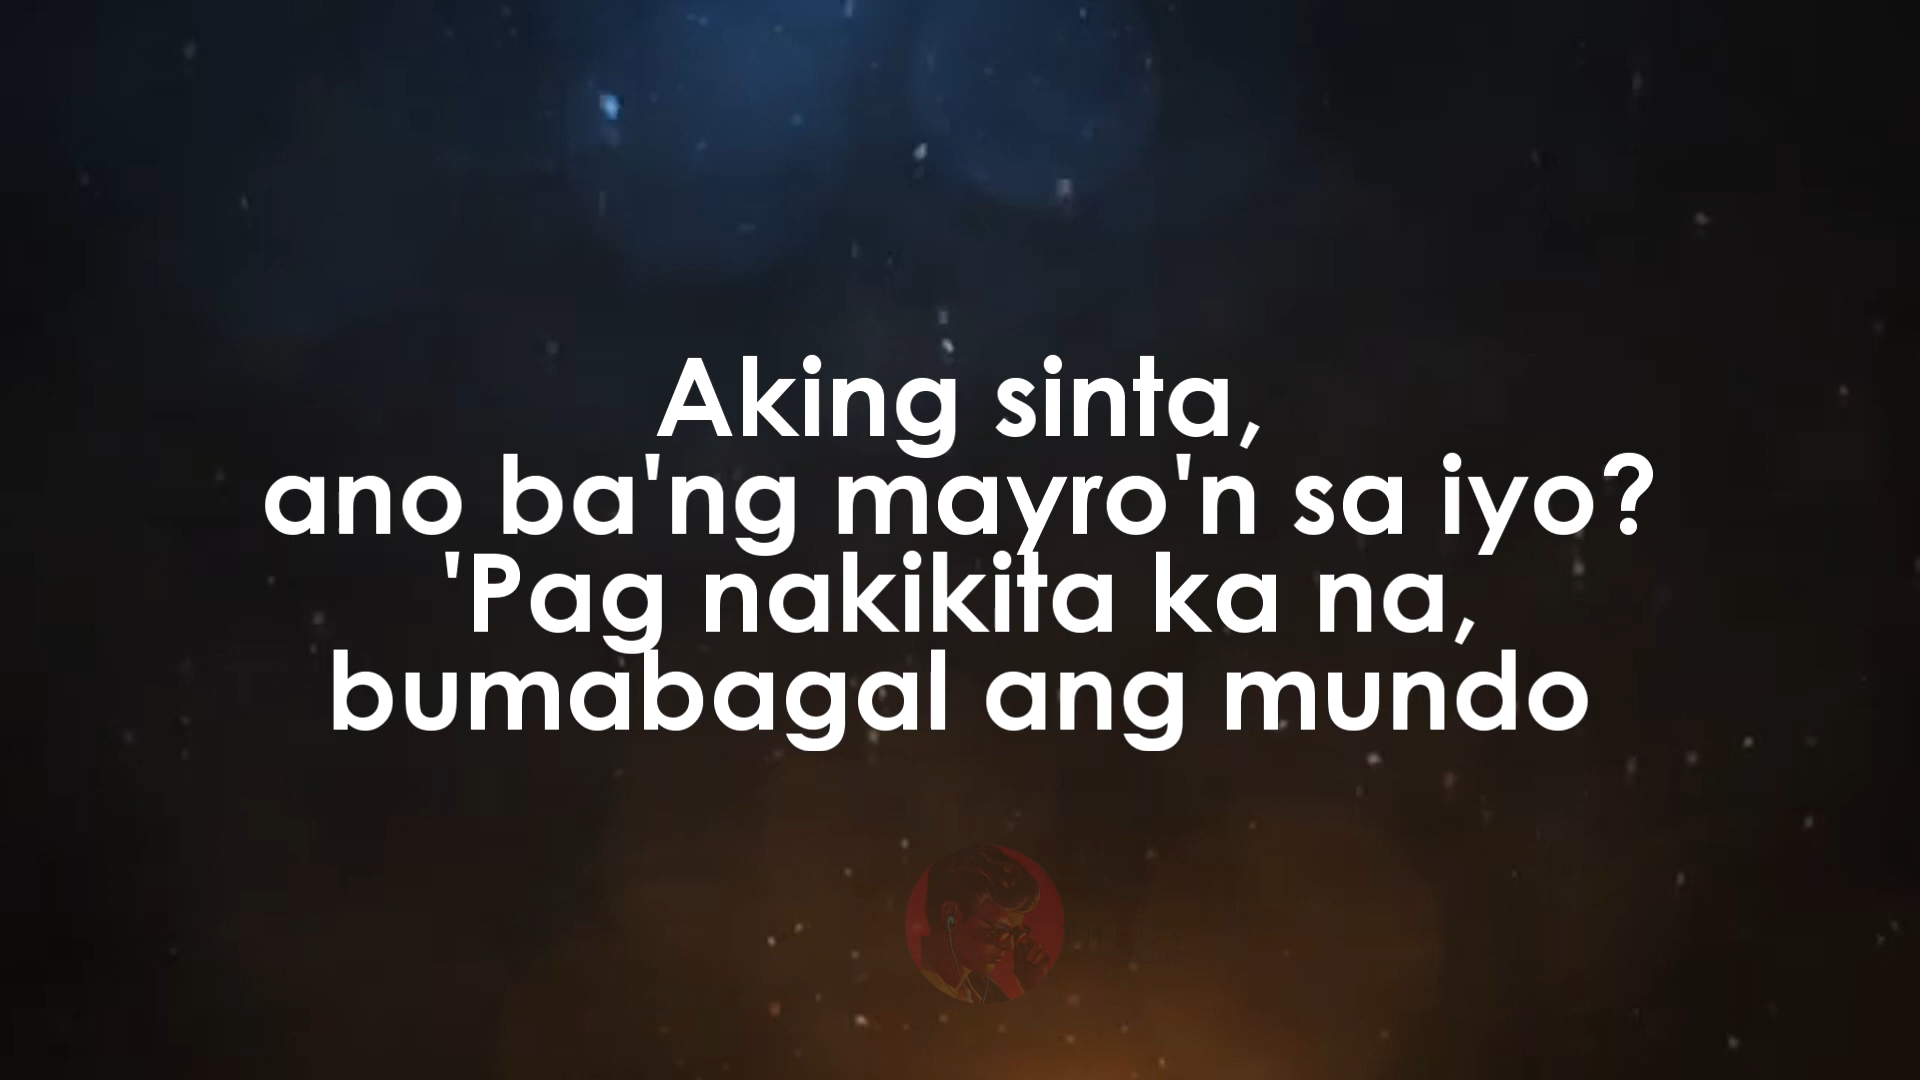 Aking sinta,
ano ba'ng mayro'n sa iyo?
'Pag nakikita ka na,
bumabagal ang mundo